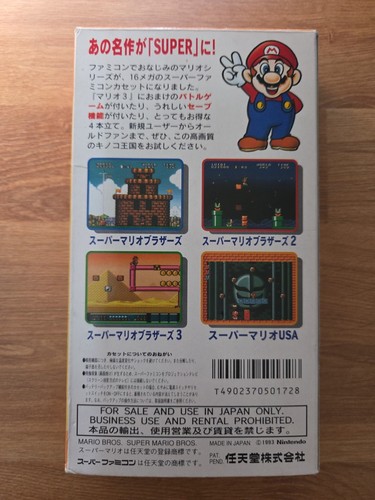 あの名作が「SUPER」に!
ファミコンでおなじみのマリオシ
リーズが、16メガのスーパーファ
ミコンカセットになりました。
「マリオ3」におまけのバトルゲ
ームが付いたり、うれしいセーブ
機能が付いたり、とってもお得な
4本立て。新規ユーザーからオー
ルドファンまで、ぜひ、この高画質
のキノコ王国をお試しください。
スーパーマリオブラザーズ
スーパーマリオブラザーズ2
スーパーマリオブラザーズ3
スーパーマリオUSA
カセットについてのおねがい
T4902370501728
FOR SALE AND USE IN JAPAN ONLY.
BUSINESS USE AND RENTAL PROHIBITED.
本品の輸出、使用営業及び賃貸を禁じます。
MARIO BROS. SUPER MARIO BROS.
スーパーマリオは任天堂の登録商標です。
スーパーファミコン は任天堂の商標です。
MADE IN JAPAN ©1993 Nintendo
PAT. PEND. 任天堂株式会社